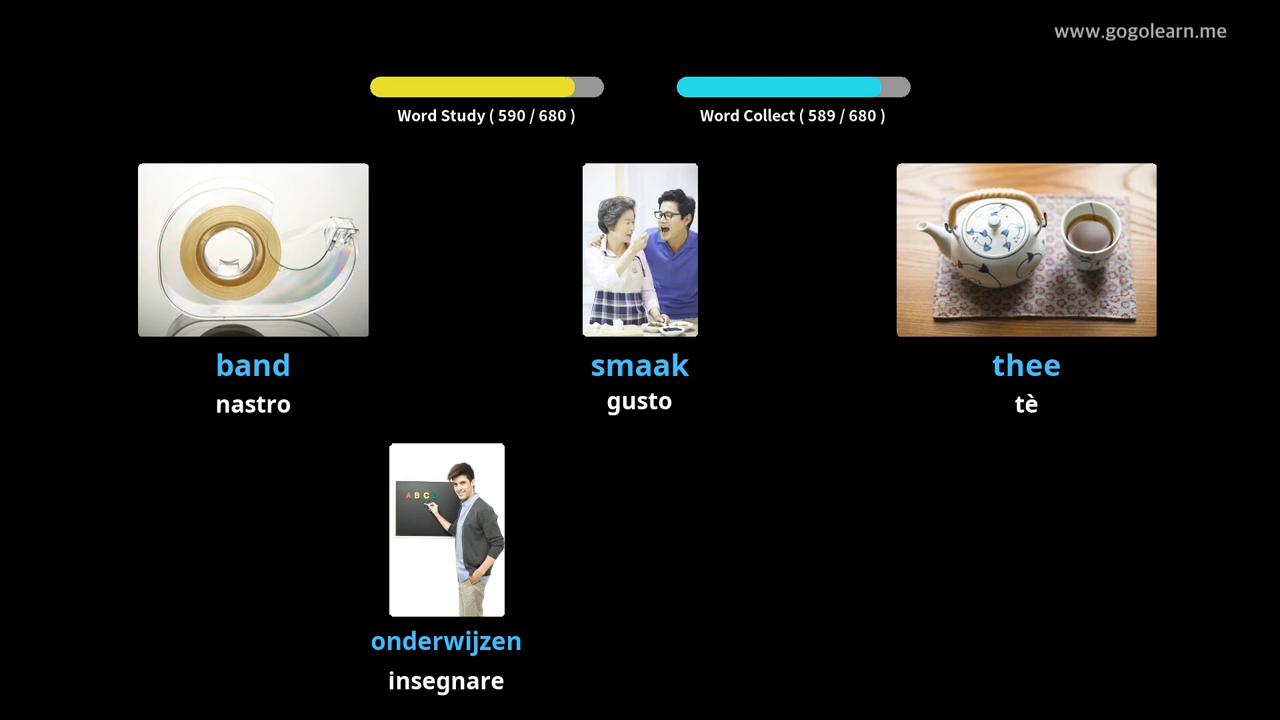 www.gogolearn.me
Word Study ( 590 / 680 )
Word Collect ( 589 / 680 )
band
nastro
smaak
gusto
thee
tè
A B C D
onderwijzen
insegnare